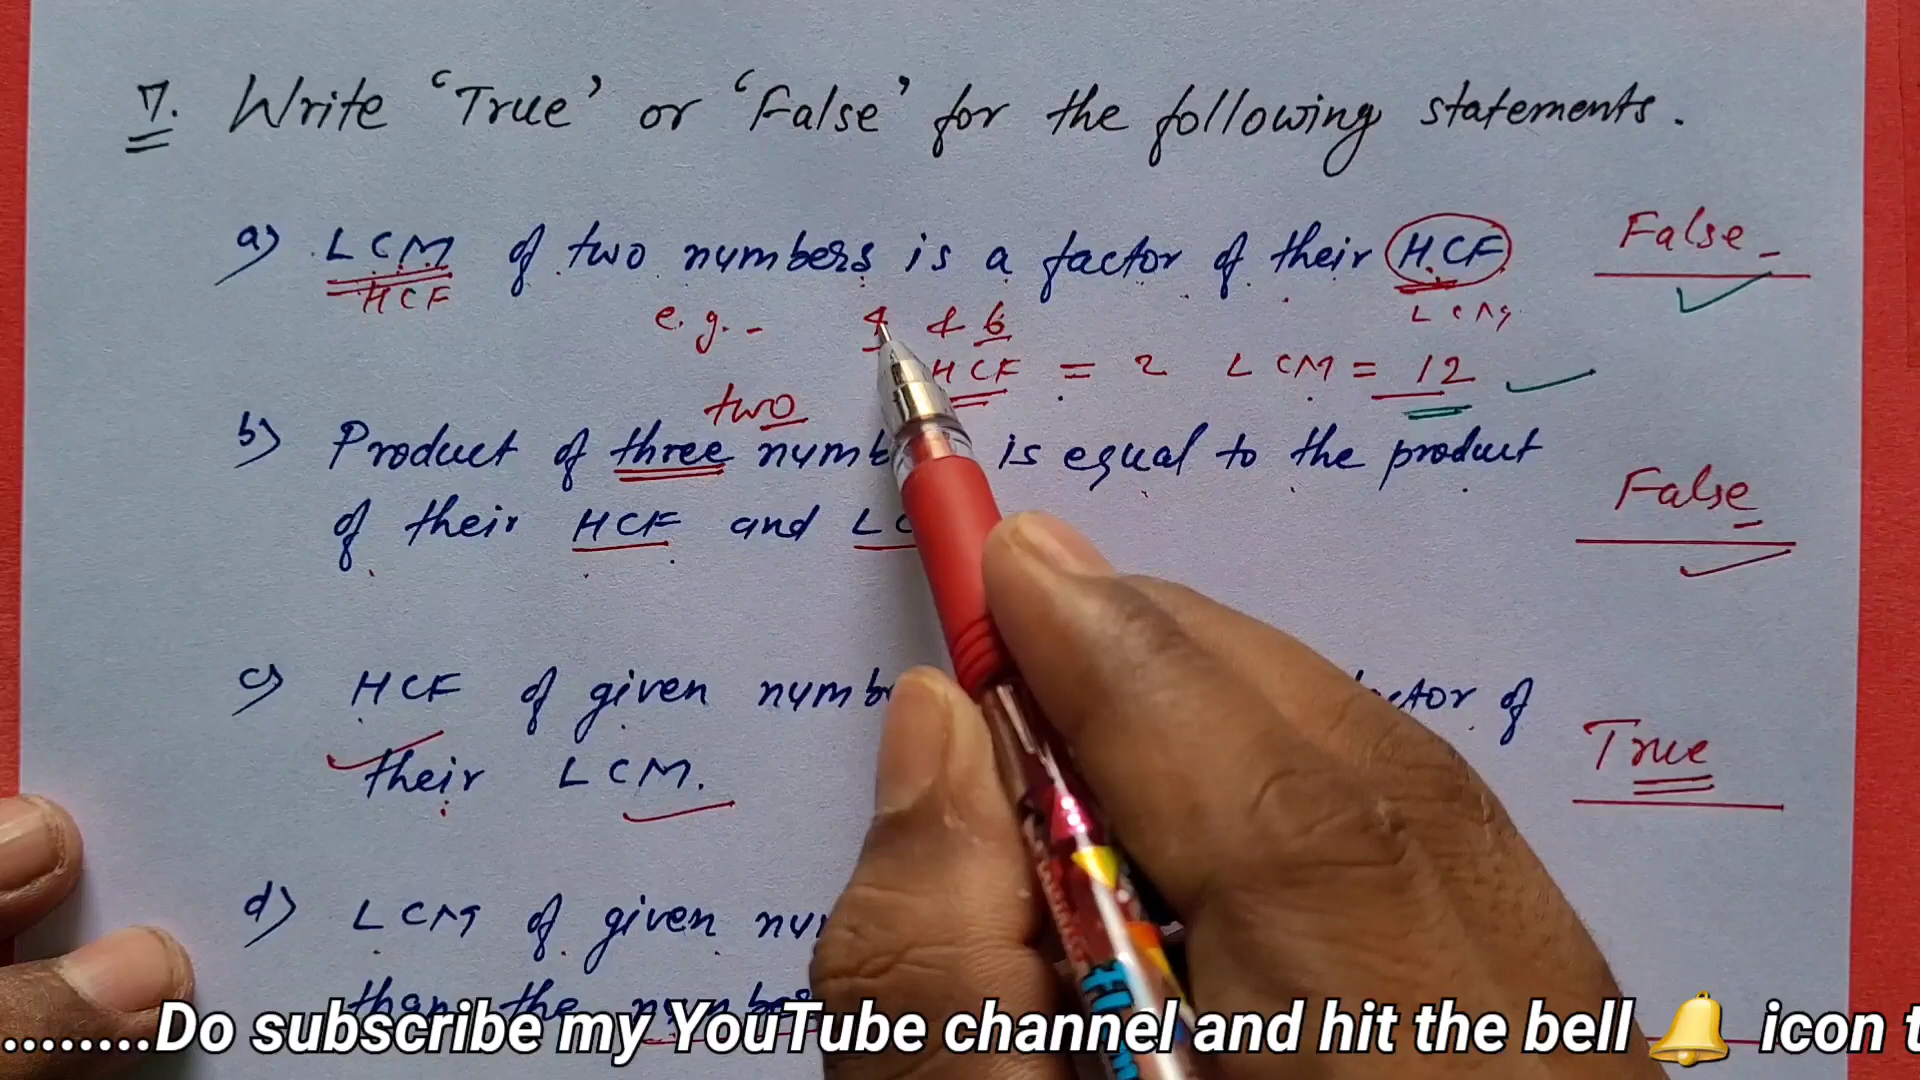 7. Write 'True' or 'False' for the following statements.
a) LCM of two numbers is a factor of their HCF False
HCF LCM
e.g.- 4 & 6
HCF = 2 LCM = 12
two
b) Product of three is equal to the product
of their HCF and False
c) HCF of given of
their LCM. True
d) LCM of given
than the
........Do subscribe my YouTube channel and hit the bell 🔔 icon